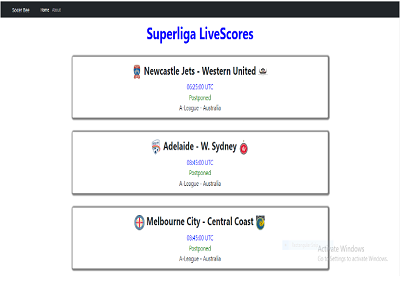 Soccer Bee Home About
Superliga LiveScores
Newcastle Jets - Western United
06:25:00 UTC
Postponed
A-League - Australia
Adelaide - W. Sydney
08:45:00 UTC
Postponed
A-League - Australia
Melbourne City - Central Coast
08:45:00 UTC
Postponed
A-League - Australia
Activate Windows
Go to Settings to activate Windows.